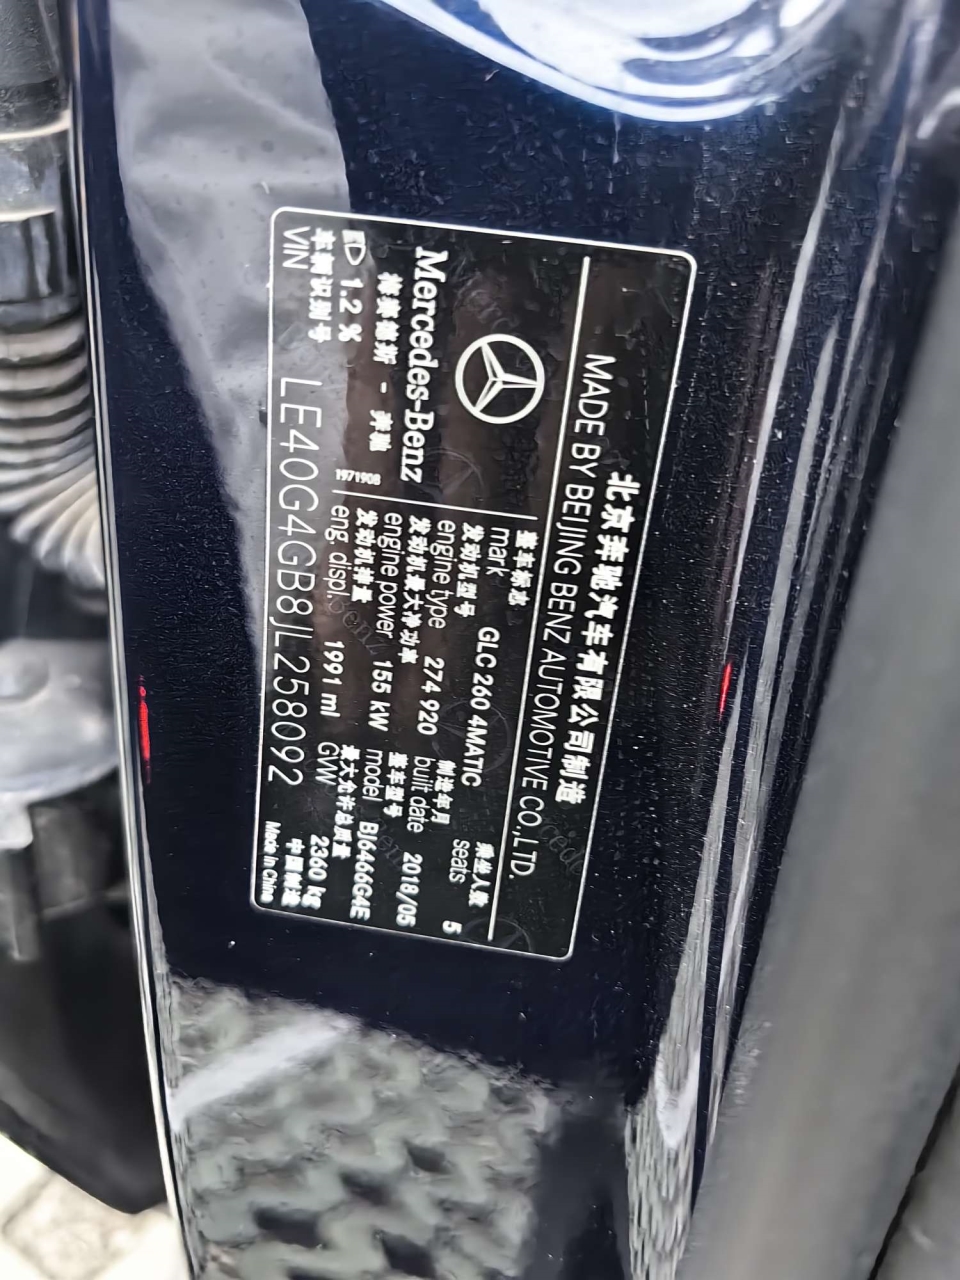 北京奔驰汽车有限公司制造
MADE BY BEIJING BENZ AUTOMOTIVE CO.,LTD.
Mercedes-Benz
梅赛德斯 - 奔驰
1.2 %
1971908
整车标志
mark
GLC 260 4MATIC
乘坐人数
seats
5
发动机型号
engine type
274 920
制造年月
built date
2018/05
发动机最大净功率
engine power
155 kW
整车型号
model
BJ6466G4E
发动机排量
eng. displ.
1991 ml
最大允许总质量
GVW
2360 kg
车辆识别号
VIN
LE40G4GB8JL258092
中国制造
Made in China